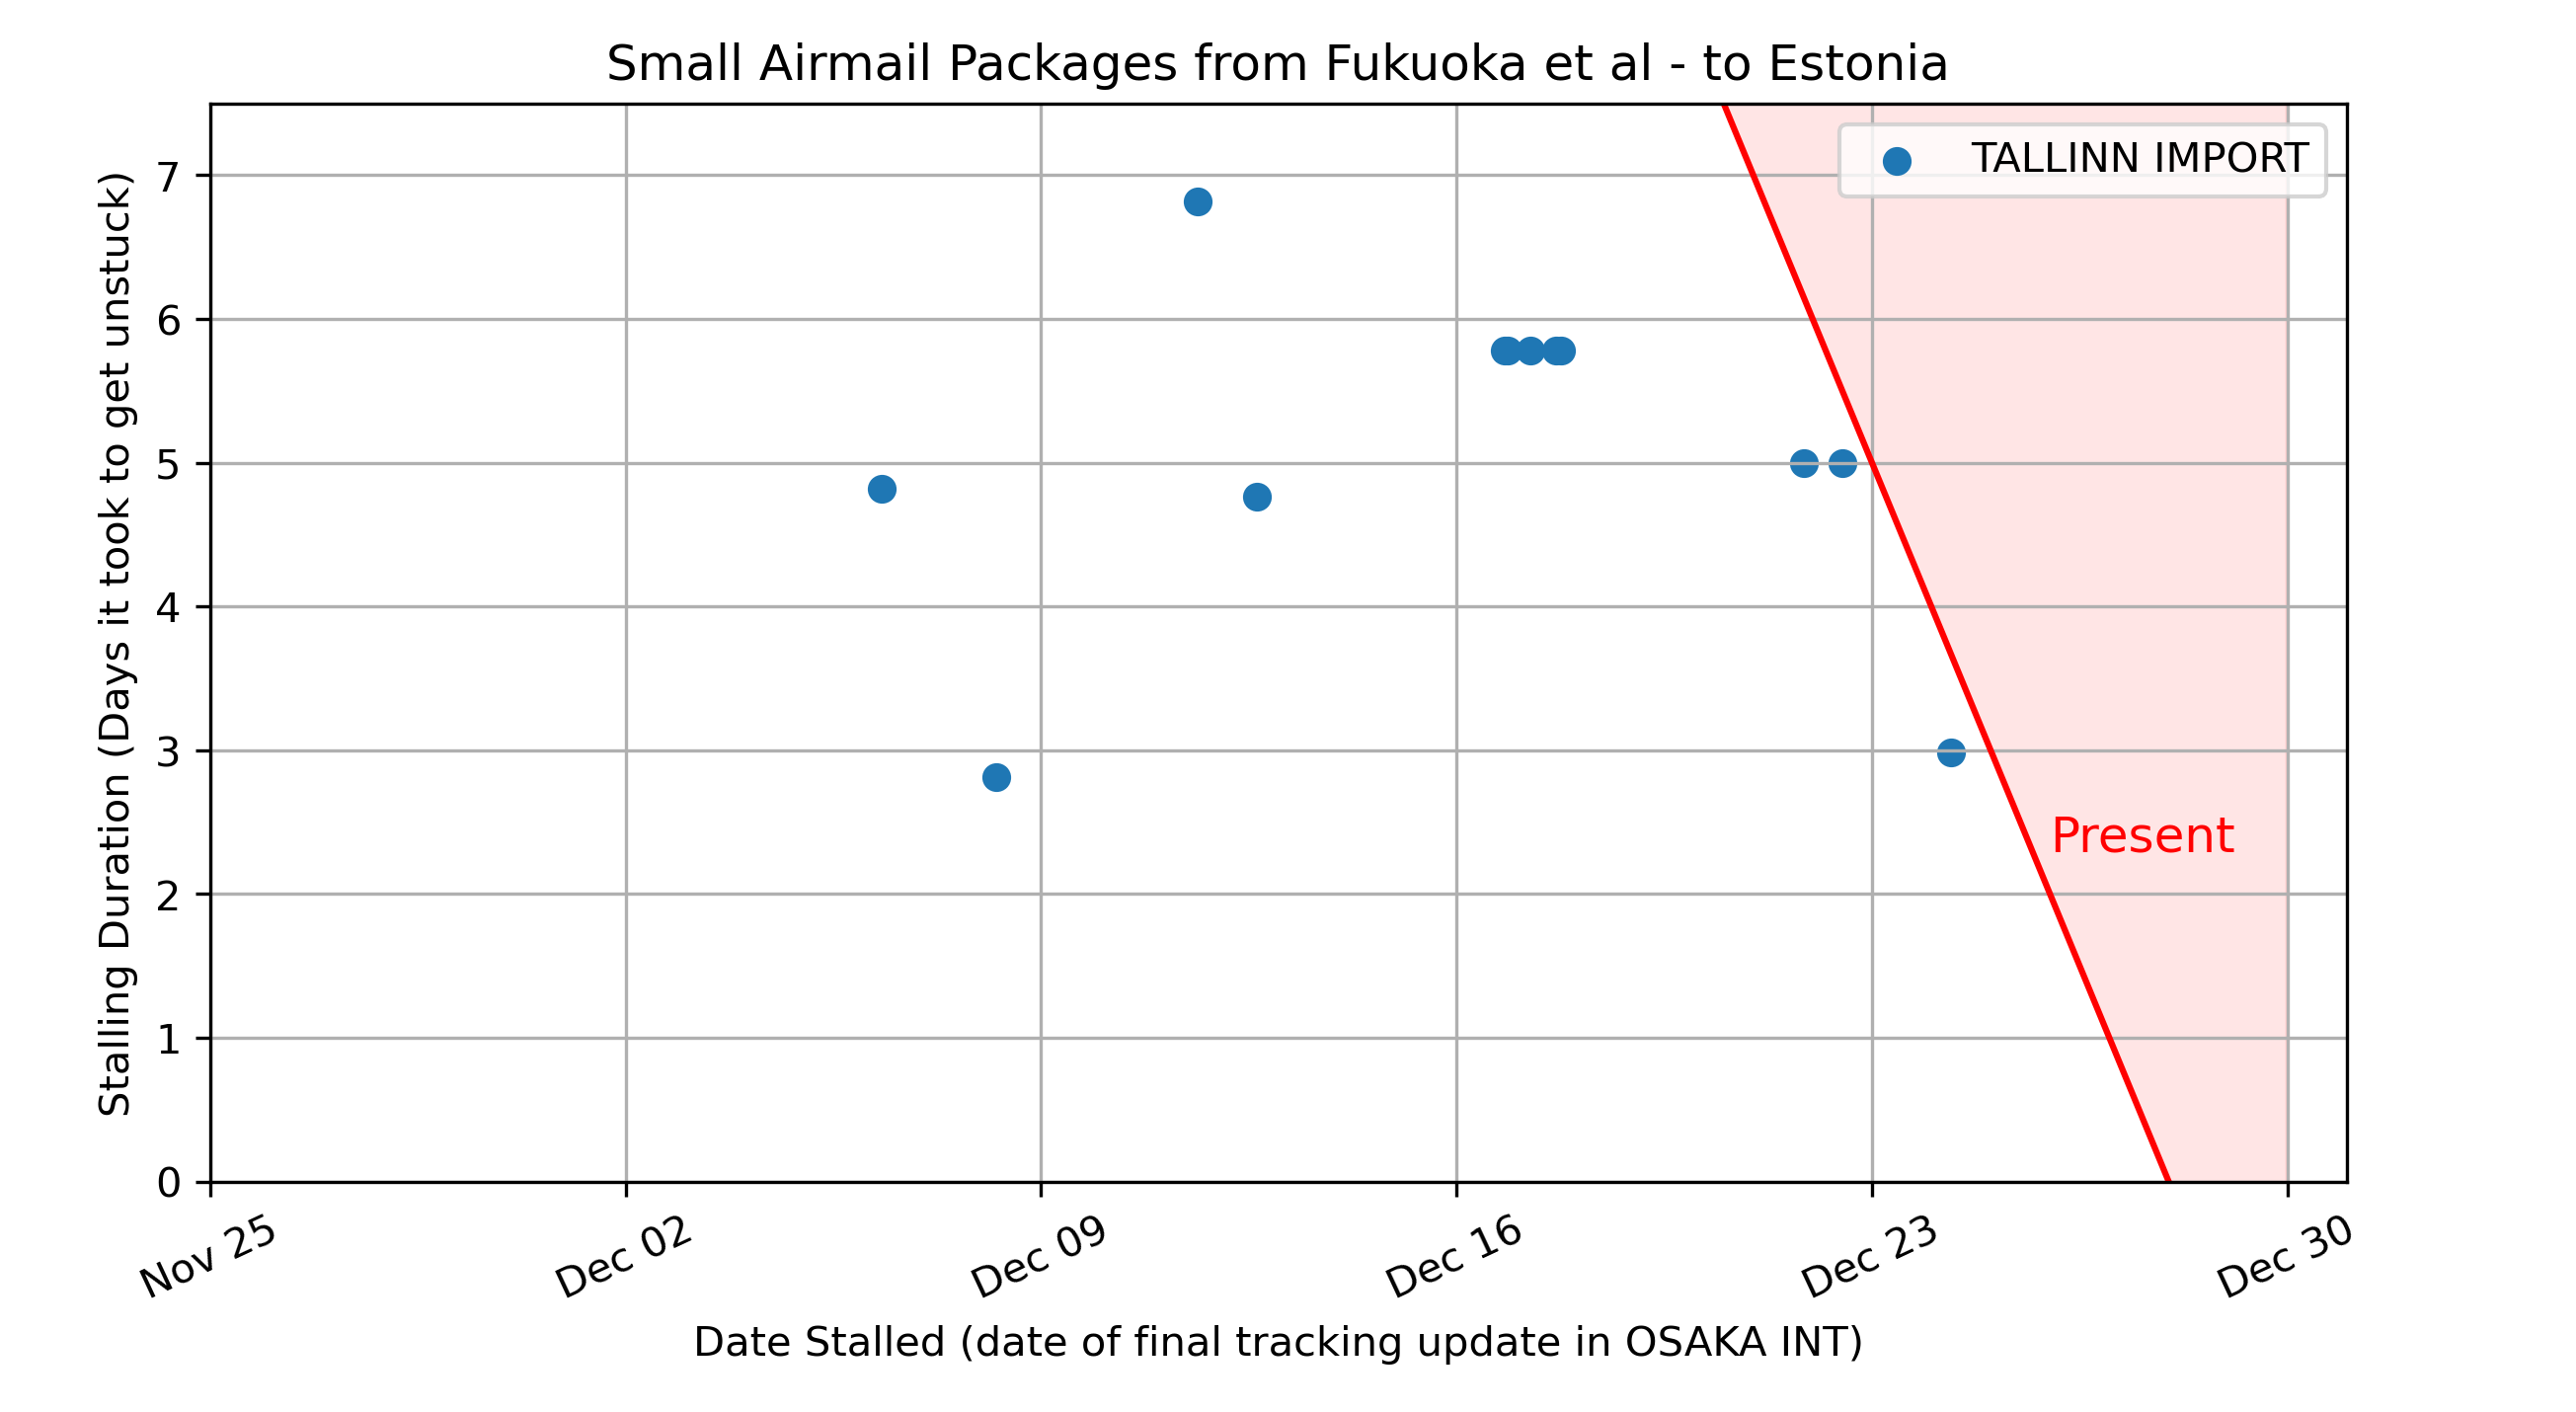 Small Airmail Packages from Fukuoka et al - to Estonia
TALLINN IMPORT
Stalling Duration (Days it took to get unstuck)
7
6
5
4
3
2
1
0
Present
Nov 25
Dec 02
Dec 09
Dec 16
Dec 23
Dec 30
Date Stalled (date of final tracking update in OSAKA INT)